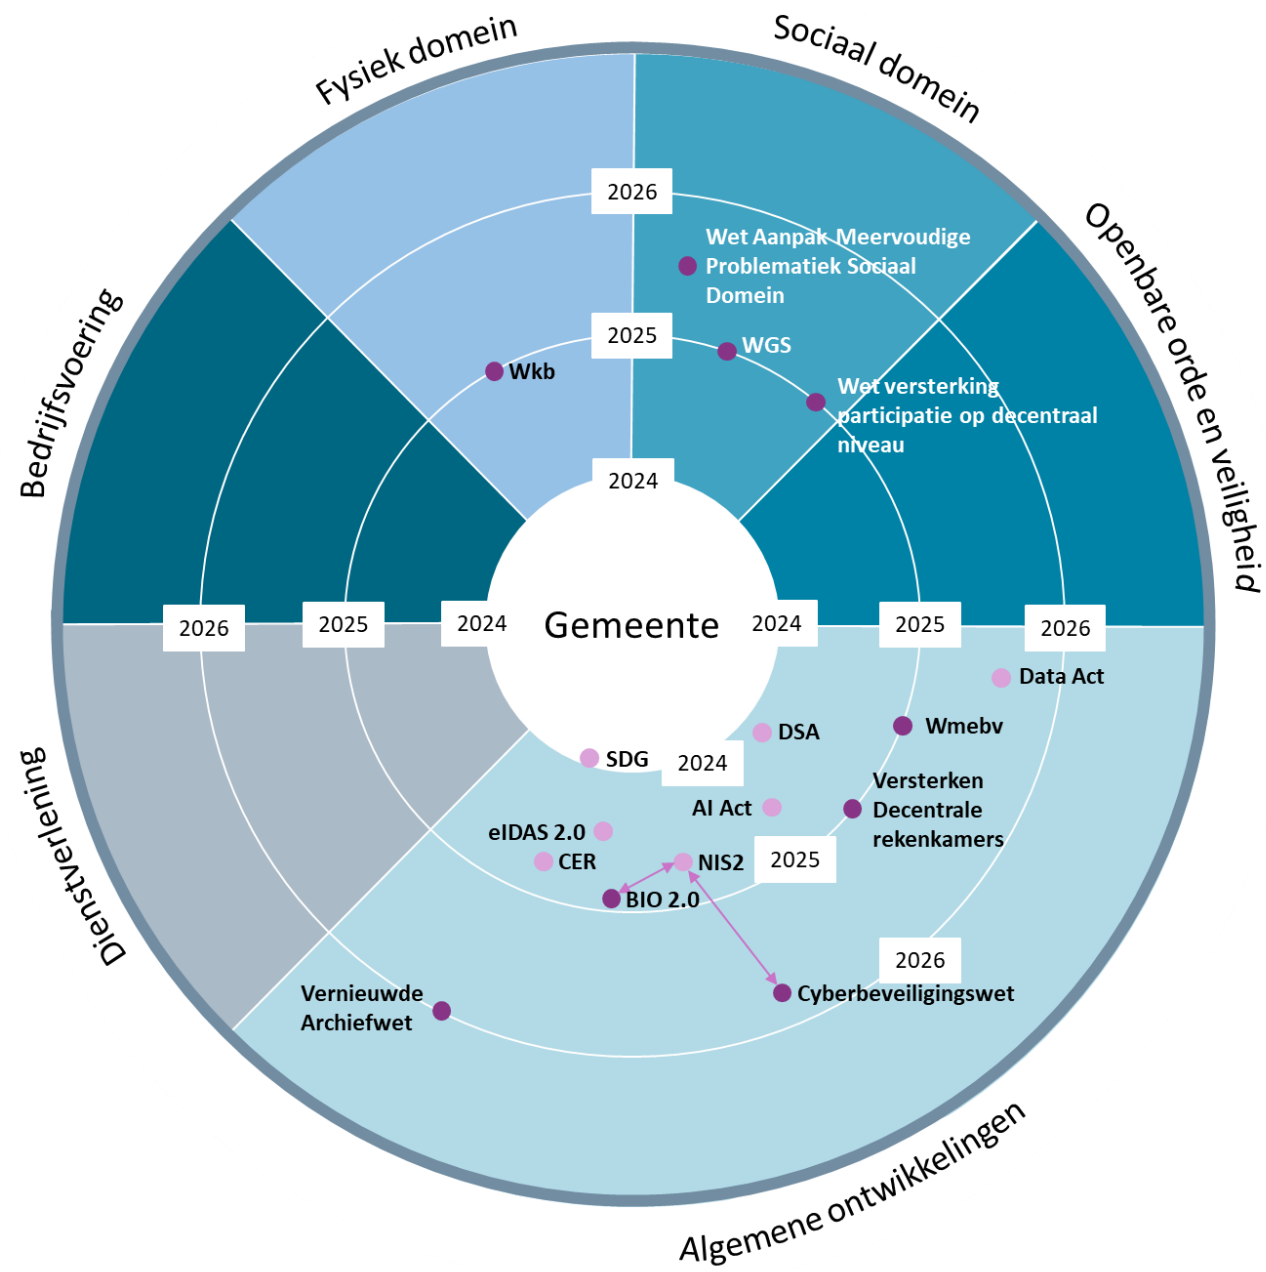 Fysiek domein
Sociaal domein
Openbare orde en veiligheid
Bedrijfsvoering
Dienstverlening
Algemene ontwikkelingen
2026
Wet Aanpak Meervoudige
Problematiek Sociaal
Domein
2025
WGS
Wkb
Wet versterking
participatie op decentraal
niveau
2024
2026
2025
2024
Gemeente
2024
2025
2026
Data Act
Wmebv
DSA
SDG
2024
Versterken
Decentrale
rekenkamers
AI Act
eIDAS 2.0
CER
NIS2
2025
BIO 2.0
2026
Vernieuwde
Archiefwet
Cyberbeveiligingswet